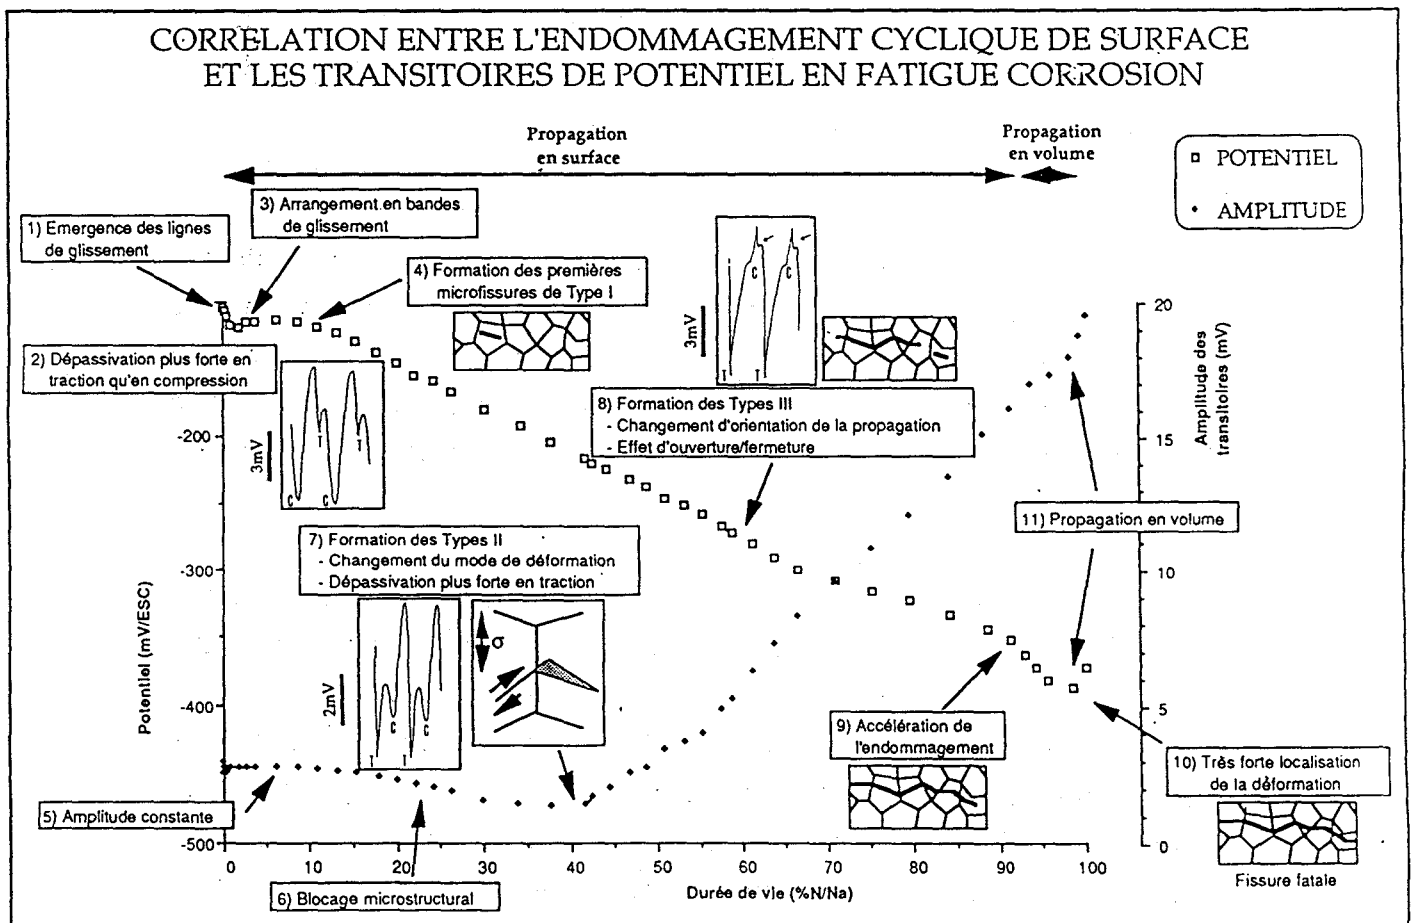 CORRELATION ENTRE L'ENDOMMAGEMENT CYCLIQUE DE SURFACE
ET LES TRANSITOIRES DE POTENTIEL EN FATIGUE CORROSION
Propagation
en surface
Propagation
en volume
POTENTIEL
AMPLITUDE
1) Emergence des lignes
de glissement
3) Arrangement en bandes
de glissement
4) Formation des premières
microfissures de Type I
2) Dépassivation plus forte en
traction qu'en compression
3mV
C
C
T
T
3mV
T
T
C
C
8) Formation des Types III
- Changement d'orientation de la propagation
- Effet d'ouverture/fermeture
7) Formation des Types II
- Changement du mode de déformation
- Dépassivation plus forte en traction
2mV
T
T
C
C
σ
11) Propagation en volume
9) Accélération de
l'endommagement
10) Très forte localisation
de la déformation
Fissure fatale
5) Amplitude constante
6) Blocage microstructural
Potentiel (mV/ESC)
-200
-300
-400
-500
Amplitude des
transitoires (mV)
20
15
10
5
0
0
10
20
30
40
50
60
70
80
90
100
Durée de vie (%N/Na)